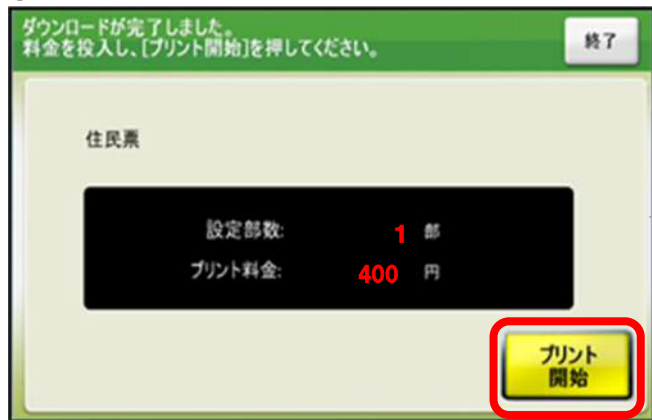 ダウンロードが完了しました。
料金を投入し、[プリント開始]を押してください。
終了
住民票
設定部数: 1 部
プリント料金: 400 円
プリント
開始